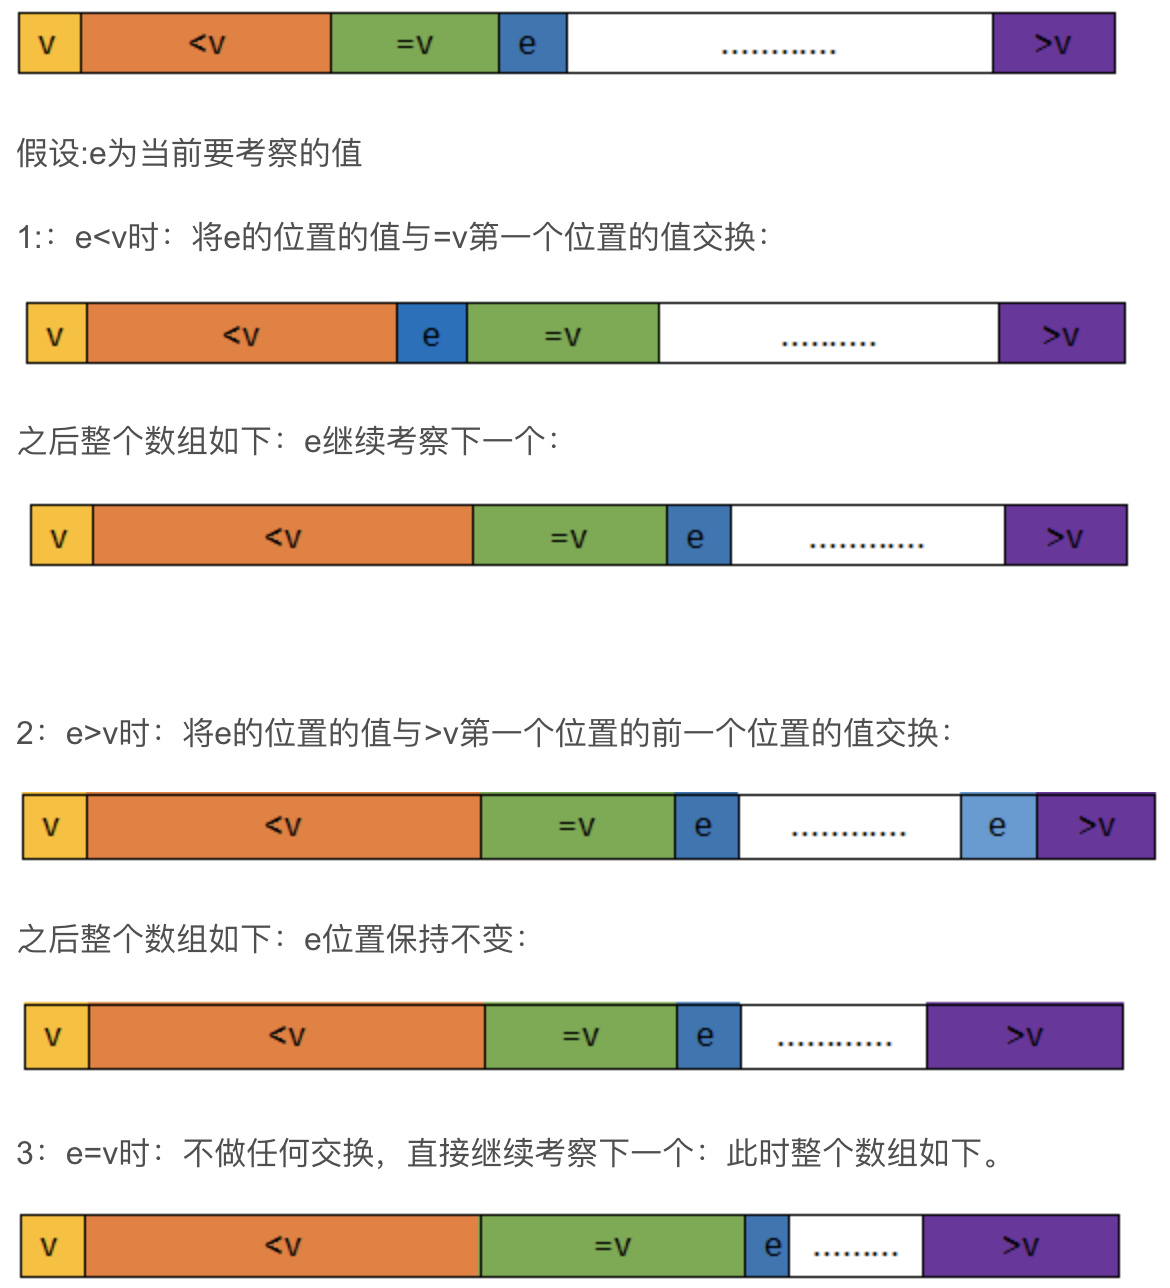 v <v =v e ............ >v
假设:e为当前要考察的值
1:：e<v时：将e的位置的值与=v第一个位置的值交换：
v <v e =v .......... >v
之后整个数组如下：e继续考察下一个：
v <v =v e ............ >v
2：e>v时：将e的位置的值与>v第一个位置的前一个位置的值交换：
v <v =v e ............ e >v
之后整个数组如下：e位置保持不变：
v <v =v e ............ >v
3：e=v时：不做任何交换，直接继续考察下一个：此时整个数组如下。
v <v =v e ......... >v